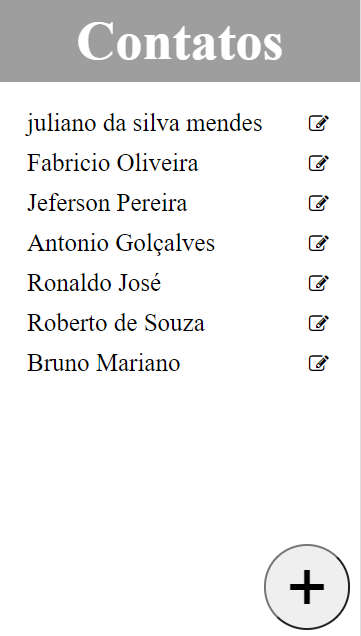 Contatos
juliano da silva mendes
Fabricio Oliveira
Jeferson Pereira
Antonio Golçalves
Ronaldo José
Roberto de Souza
Bruno Mariano
+